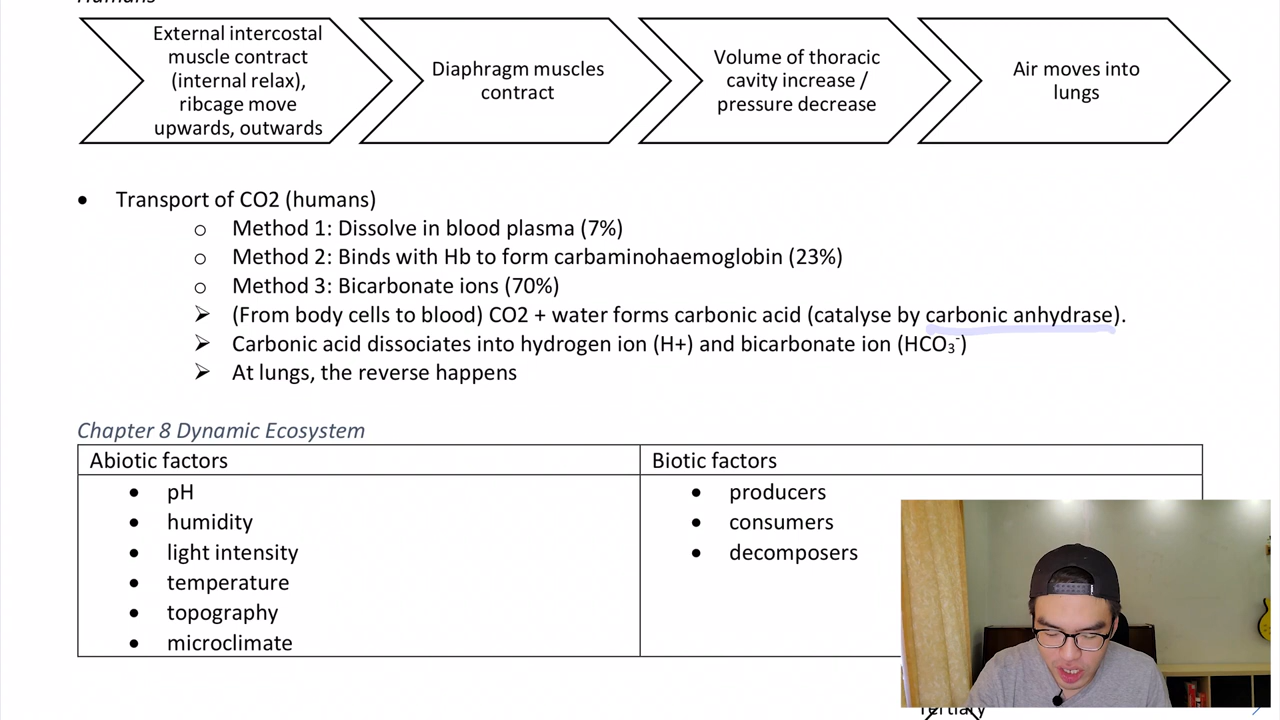 Humans
External intercostal
muscle contract
(internal relax),
ribcage move
upwards, outwards
Diaphragm muscles
contract
Volume of thoracic
cavity increase /
pressure decrease
Air moves into
lungs
• Transport of CO2 (humans)
o Method 1: Dissolve in blood plasma (7%)
o Method 2: Binds with Hb to form carbaminohaemoglobin (23%)
o Method 3: Bicarbonate ions (70%)
➢ (From body cells to blood) CO2 + water forms carbonic acid (catalyse by carbonic anhydrase).
➢ Carbonic acid dissociates into hydrogen ion (H+) and bicarbonate ion (HCO₃⁻)
➢ At lungs, the reverse happens
Chapter 8 Dynamic Ecosystem
Abiotic factors
• pH
• humidity
• light intensity
• temperature
• topography
• microclimate
Biotic factors
• producers
• consumers
• decomposers
Tertiary